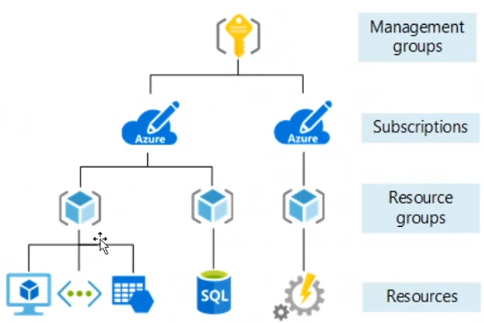 Management
groups
Azure
Azure
Subscriptions
Resource
groups
SQL
Resources